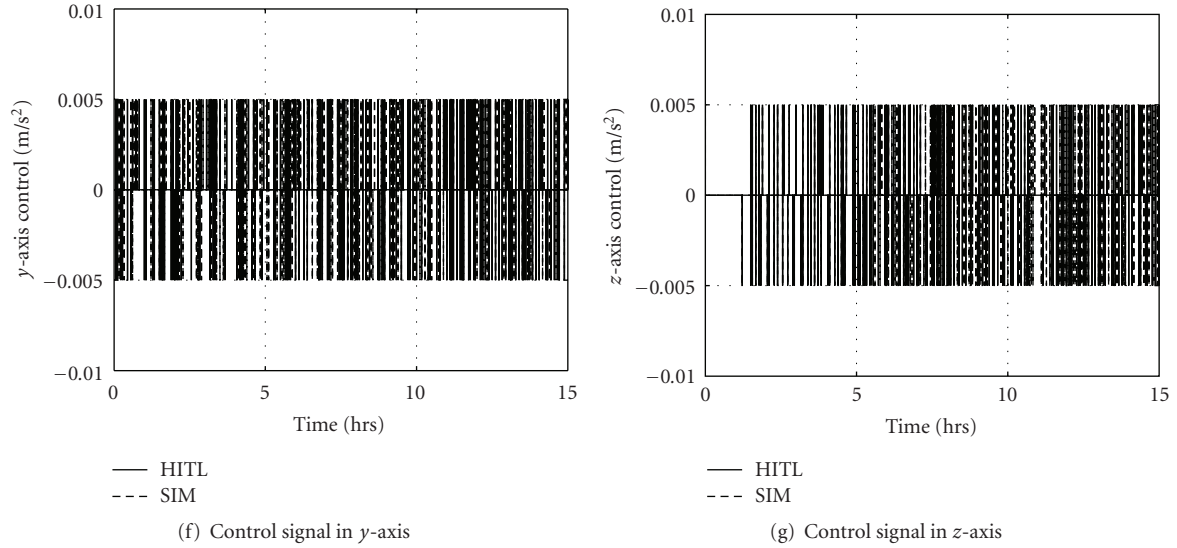 0.01
0.005
0
−0.005
−0.01
y-axis control (m/s²)
0
5
10
15
Time (hrs)
HITL
SIM
(f) Control signal in y-axis
0.01
0.005
0
−0.005
−0.01
z-axis control (m/s²)
0
5
10
15
Time (hrs)
HITL
SIM
(g) Control signal in z-axis